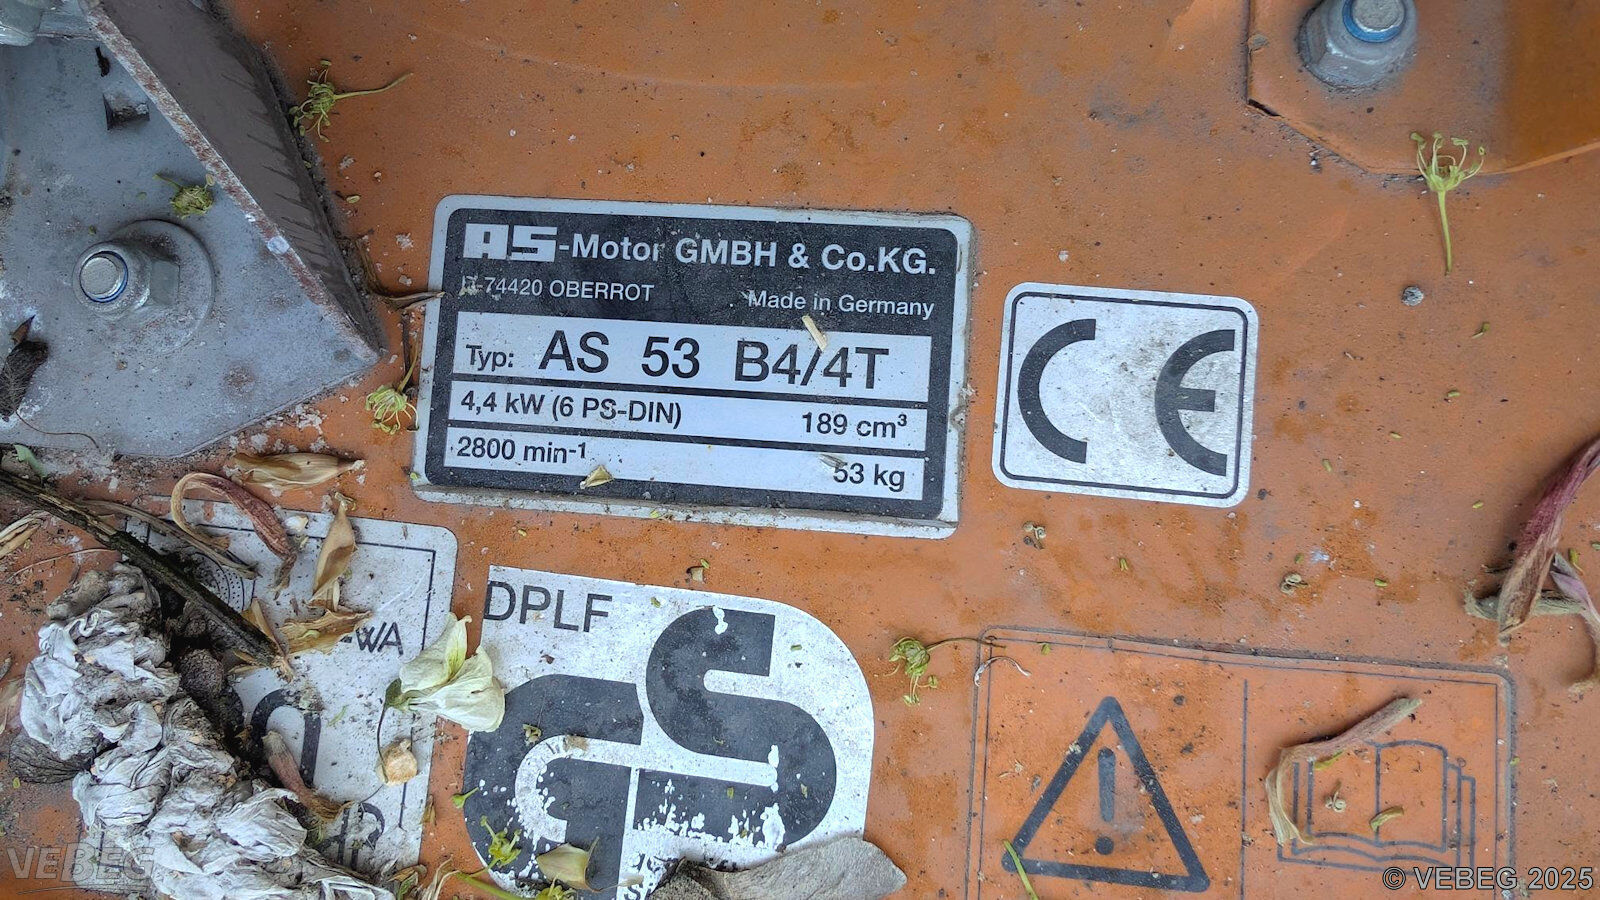 AS-Motor GMBH & Co.KG.
D-74420 OBERROT
Made in Germany
Typ: AS 53 B4/4T
4,4 kW (6 PS-DIN)
189 cm³
2800 min⁻¹
53 kg
CE
LWA
DPLF
GS
VEBEG
© VEBEG 2025